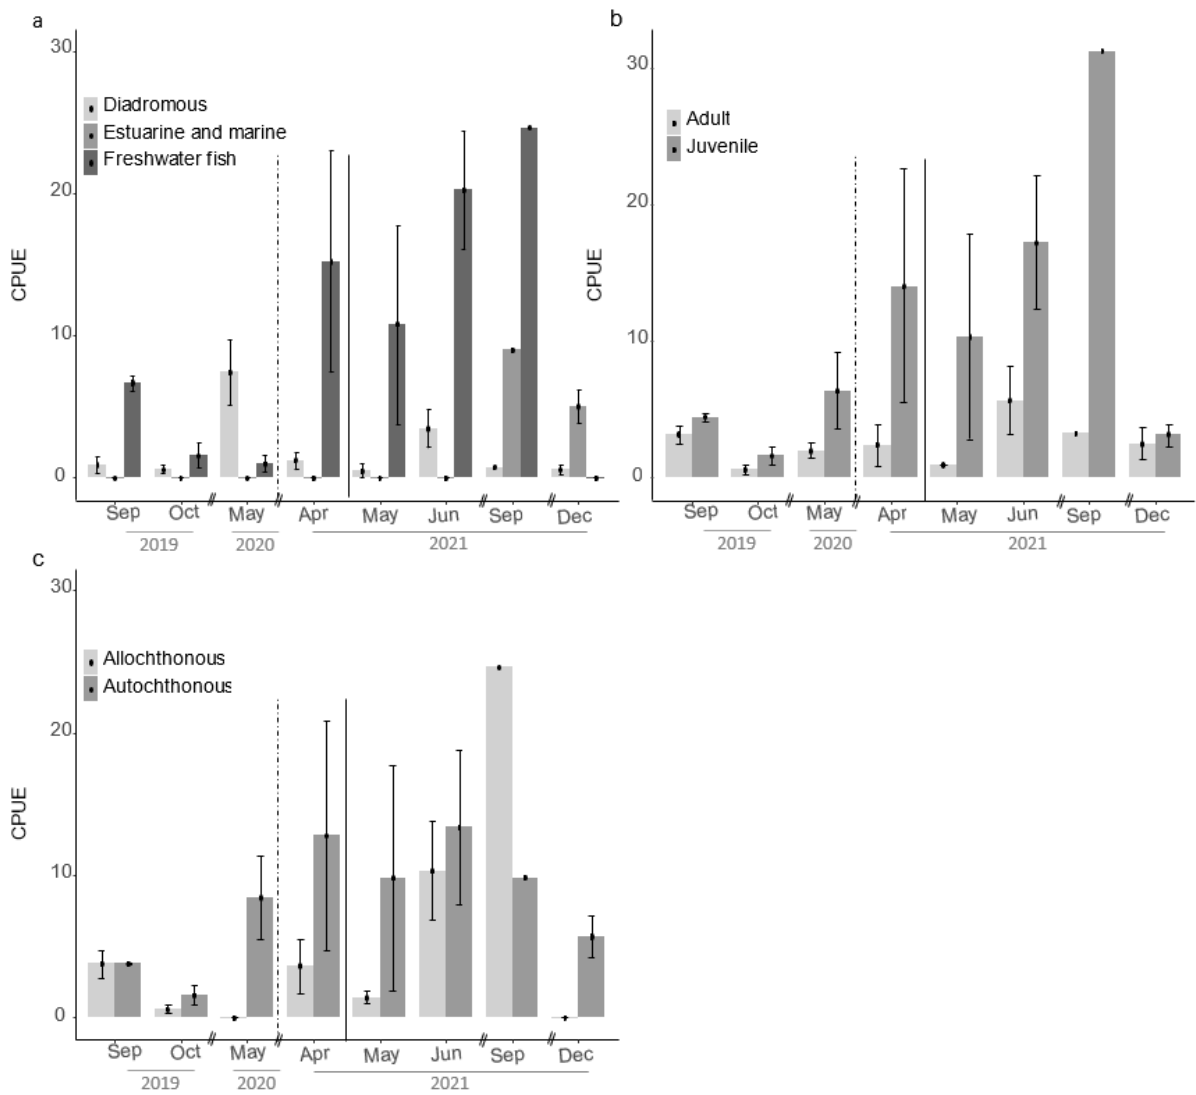 a
30
20
10
0
CPUE
Diadromous
Estuarine and marine
Freshwater fish
Sep Oct May Apr May Jun Sep Dec
2019 2020 2021
b
30
20
10
0
CPUE
Adult
Juvenile
Sep Oct May Apr May Jun Sep Dec
2019 2020 2021
c
30
20
10
0
CPUE
Allochthonous
Autochthonous
Sep Oct May Apr May Jun Sep Dec
2019 2020 2021